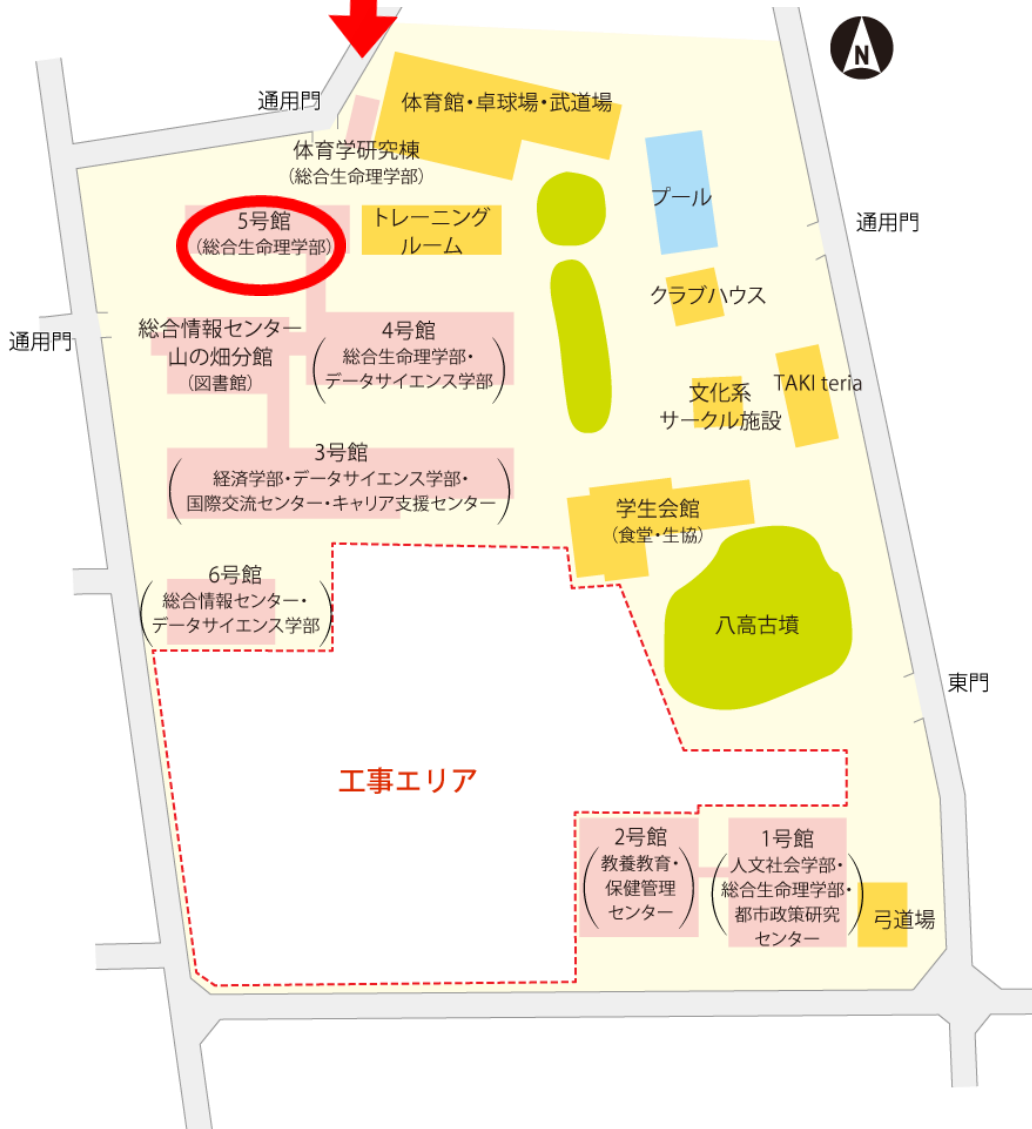 N
通用門
体育館・卓球場・武道場
体育学研究棟
(総合生命理学部)
プール
5号館
(総合生命理学部)
トレーニング
ルーム
通用門
クラブハウス
通用門
総合情報センター
山の畑分館
(図書館)
4号館
総合生命理学部・
データサイエンス学部
文化系
サークル施設
TAKI teria
3号館
経済学部・データサイエンス学部・
国際交流センター・キャリア支援センター
学生会館
(食堂・生協)
6号館
総合情報センター・
データサイエンス学部
八高古墳
東門
工事エリア
2号館
教養教育・
保健管理
センター
1号館
人文社会学部・
総合生命理学部・
都市政策研究
センター
弓道場